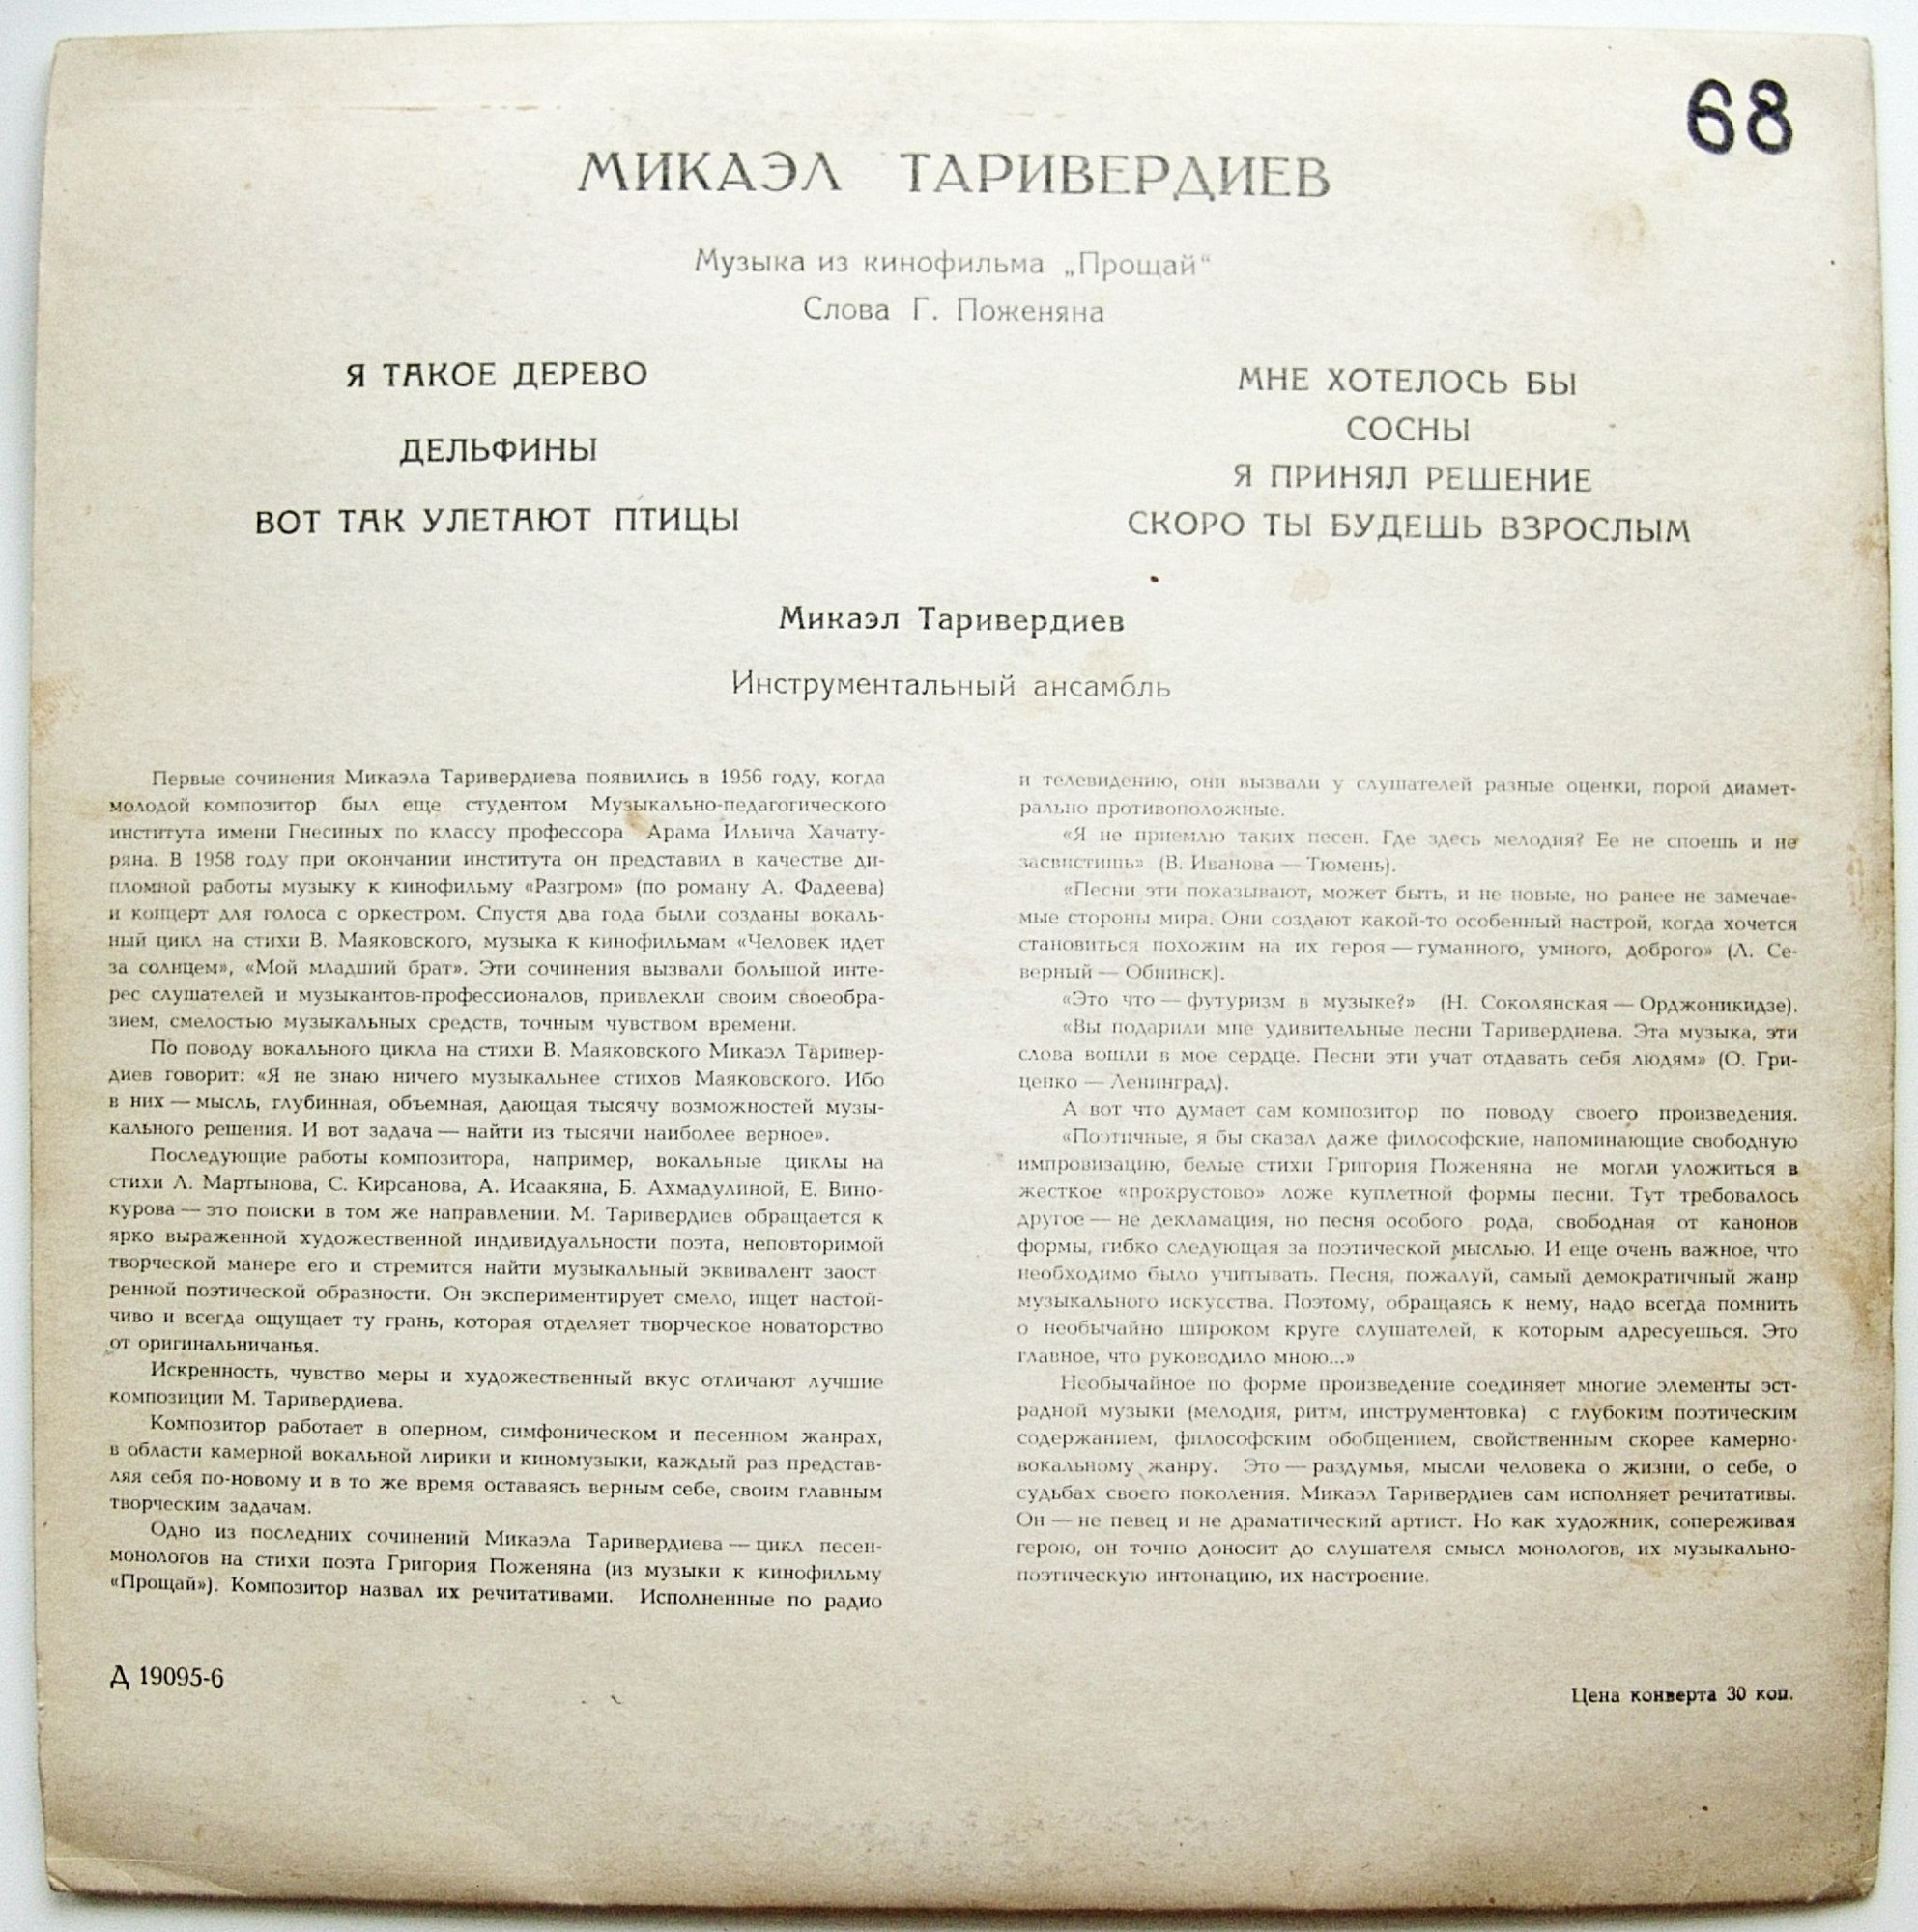 68
МИКАЭЛ ТАРИВЕРДИЕВ
Музыка из кинофильма „Прощай“
Слова Г. Поженяна
Я ТАКОЕ ДЕРЕВО
ДЕЛЬФИНЫ
ВОТ ТАК УЛЕТАЮТ ПТИЦЫ
МНЕ ХОТЕЛОСЬ БЫ
СОСНЫ
Я ПРИНЯЛ РЕШЕНИЕ
СКОРО ТЫ БУДЕШЬ ВЗРОСЛЫМ
Микаэл Таривердиев
Инструментальный ансамбль
Первые сочинения Микаэла Таривердиева появились в 1956 году, когда
молодой композитор был еще студентом Музыкально-педагогического
института имени Гнесиных по классу профессора Арама Ильича Хачату-
ряна. В 1958 году при окончании института он представил в качестве ди-
пломной работы музыку к кинофильму «Разгром» (по роману А. Фадеева)
и концерт для голоса с оркестром. Спустя два года были созданы вокаль-
ный цикл на стихи В. Маяковского, музыка к кинофильмам «Человек идет
за солнцем», «Мой младший брат». Эти сочинения вызвали большой инте-
рес слушателей и музыкантов-профессионалов, привлекли своим своеобра-
зием, смелостью музыкальных средств, точным чувством времени.
По поводу вокального цикла на стихи В. Маяковского Микаэл Таривер-
диев говорит: «Я не знаю ничего музыкальнее стихов Маяковского. Ибо
в них — мысль, глубинная, объемная, дающая тысячу возможностей музы-
кального решения. И вот задача — найти из тысячи наиболее верное».
Последующие работы композитора, например, вокальные циклы на
стихи Л. Мартынова, С. Кирсанова, А. Исаакяна, Б. Ахмадулиной, Е. Вино-
курова — это поиски в том же направлении. М. Таривердиев обращается к
ярко выраженной художественной индивидуальности поэта, неповторимой
творческой манере его и стремится найти музыкальный эквивалент заост
ренной поэтической образности. Он экспериментирует смело, ищет настой-
чиво и всегда ощущает ту грань, которая отделяет творческое новаторство
от оригинальничанья.
Искренность, чувство меры и художественный вкус отличают лучшие
композиции М. Таривердиева.
Композитор работает в оперном, симфоническом и песенном жанрах,
в области камерной вокальной лирики и киномузыки, каждый раз представ-
ляя себя по-новому и в то же время оставаясь верным себе, своим главным
творческим задачам.
Одно из последних сочинений Микаэла Таривердиева — цикл песен-
монологов на стихи поэта Григория Поженяна (из музыки к кинофильму
«Прощай»). Композитор назвал их речитативами. Исполненные по радио
и телевидению, они вызвали у слушателей разные оценки, порой диамет-
рально противоположные.
«Я не приемлю таких песен. Где здесь мелодия? Ее не споешь и не
засвистишь» (В. Иванова — Тюмень).
«Песни эти показывают, может быть, и не новые, но ранее не замечае-
мые стороны мира. Они создают какой-то особенный настрой, когда хочется
становиться похожим на их героя — гуманного, умного, доброго» (Л. Се-
верный — Обнинск).
«Это что — футуризм в музыке?» (Н. Соколянская — Орджоникидзе).
«Вы подарили мне удивительные песни Таривердиева. Эта музыка, эти
слова вошли в мое сердце. Песни эти учат отдавать себя людям» (О. Гри-
ценко — Ленинград).
А вот что думает сам композитор по поводу своего произведения.
«Поэтичные, я бы сказал даже философские, напоминающие свободную
импровизацию, белые стихи Григория Поженяна не могли уложиться в
жесткое «прокрустово» ложе куплетной формы песни. Тут требовалось
другое — не декламация, но песня особого рода, свободная от канонов
формы, гибко следующая за поэтической мыслью. И еще очень важное, что
необходимо было учитывать. Песня, пожалуй, самый демократичный жанр
музыкального искусства. Поэтому, обращаясь к нему, надо всегда помнить
о необычайно широком круге слушателей, к которым адресуешься. Это
главное, что руководило мною...»
Необычайное по форме произведение соединяет многие элементы эст-
радной музыки (мелодия, ритм, инструментовка) с глубоким поэтическим
содержанием, философским обобщением, свойственным скорее камерно-
вокальному жанру. Это — раздумья, мысли человека о жизни, о себе, о
судьбах своего поколения. Микаэл Таривердиев сам исполняет речитативы.
Он — не певец и не драматический артист. Но как художник, сопереживая
герою, он точно доносит до слушателя смысл монологов, их музыкально-
поэтическую интонацию, их настроение.
Д 19095-6
Цена конверта 30 коп.